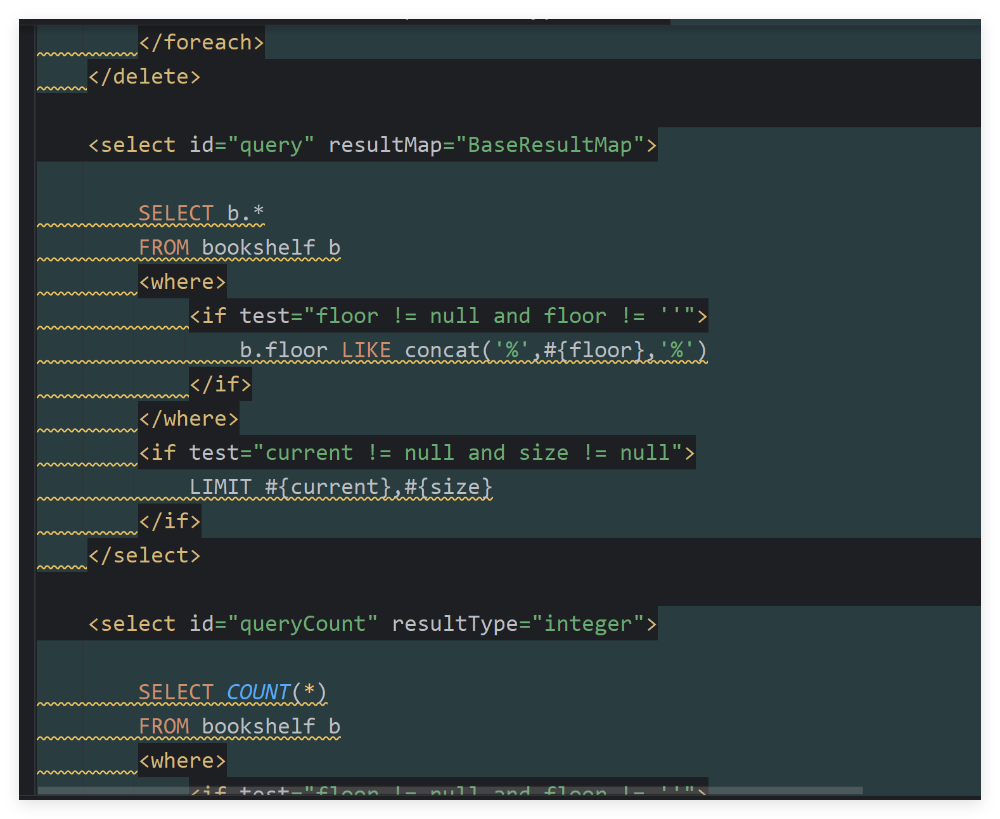 </foreach>
</delete>
<select id="query" resultMap="BaseResultMap">
SELECT b.*
FROM bookshelf b
<where>
<if test="floor != null and floor != ''">
b.floor LIKE concat('%',#{floor},'%')
</if>
</where>
<if test="current != null and size != null">
LIMIT #{current},#{size}
</if>
</select>
<select id="queryCount" resultType="integer">
SELECT COUNT(*)
FROM bookshelf b
<where>
<if test="floor != null and floor != ''">